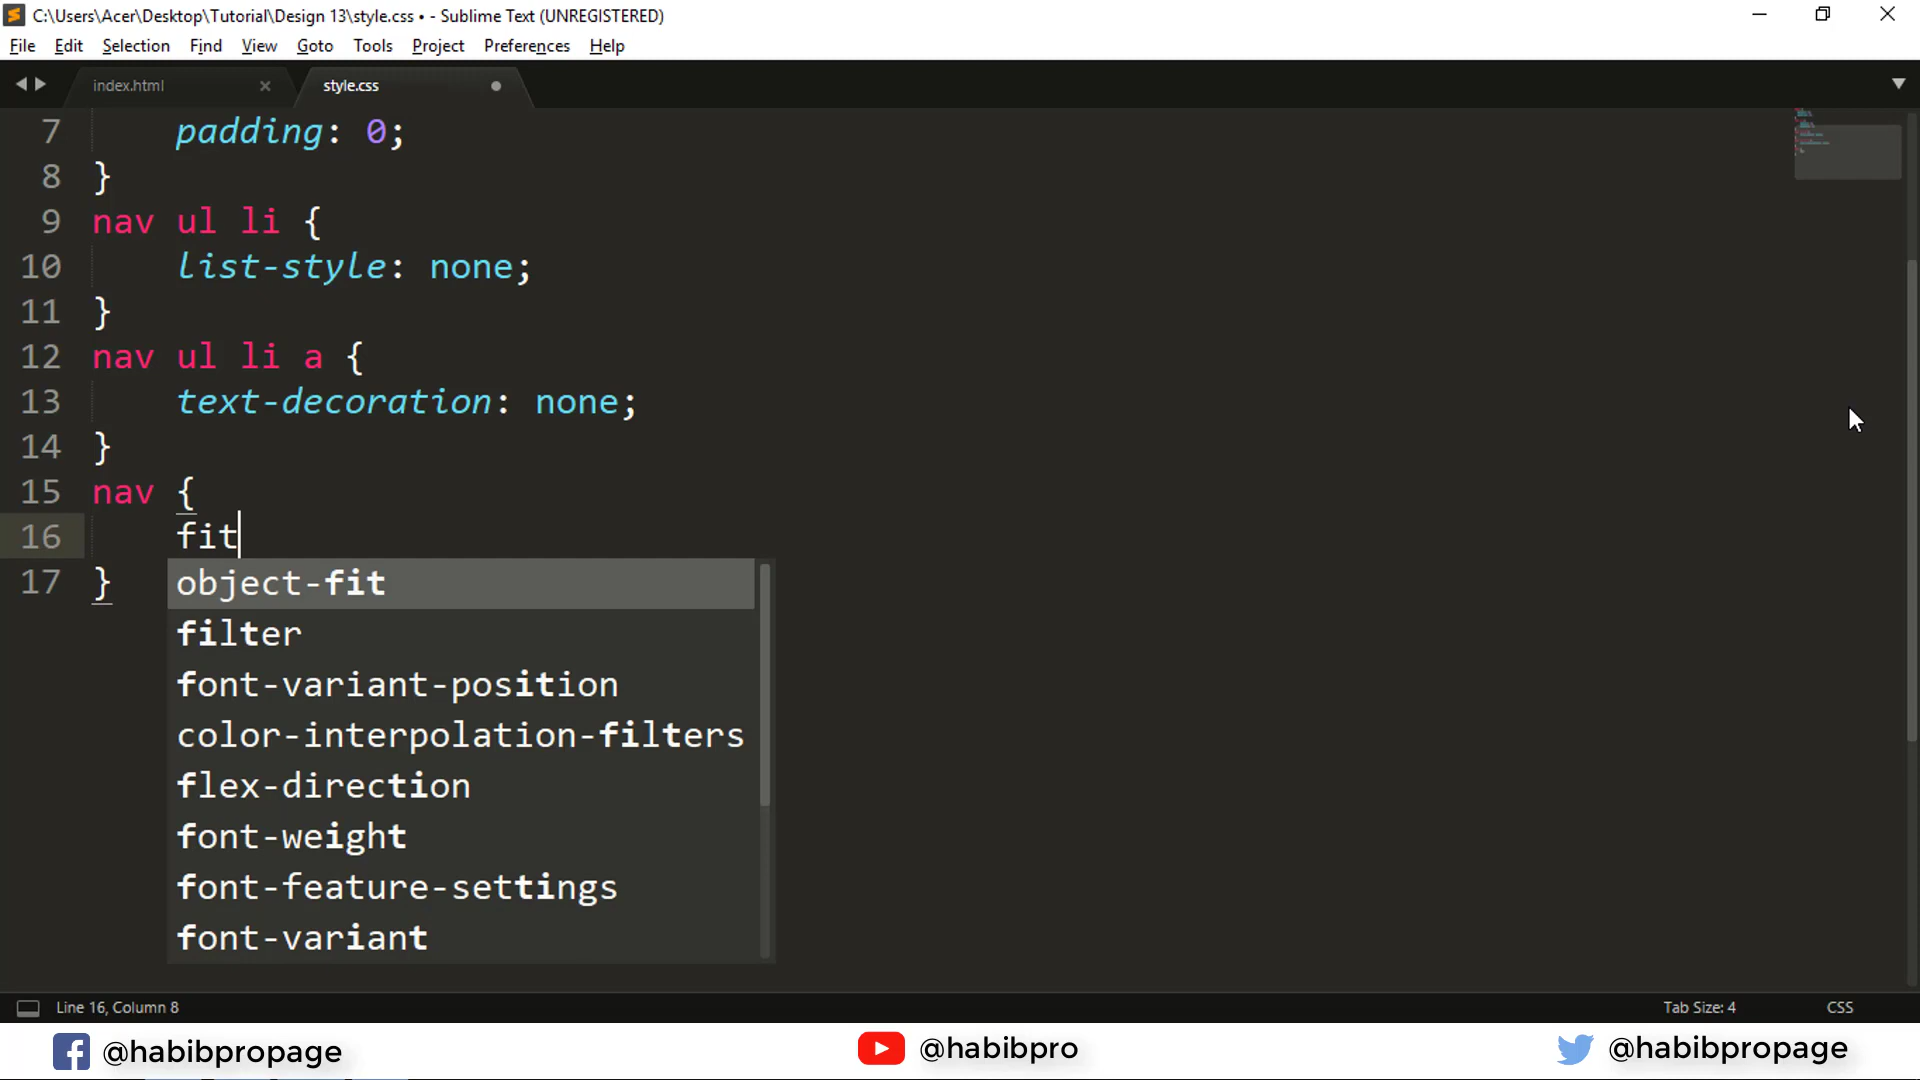 C:\Users\Acer\Desktop\Tutorial\Design 13\style.css • - Sublime Text (UNREGISTERED)
File Edit Selection Find View Goto Tools Project Preferences Help
index.html × style.css
7 padding: 0;
8 }
9 nav ul li {
10 list-style: none;
11 }
12 nav ul li a {
13 text-decoration: none;
14 }
15 nav {
16 fit
17 }
object-fit
filter
font-variant-position
color-interpolation-filters
flex-direction
font-weight
font-feature-settings
font-variant
Line 16, Column 8 Tab Size: 4 CSS
@habibpropage @habibpro @habibpropage